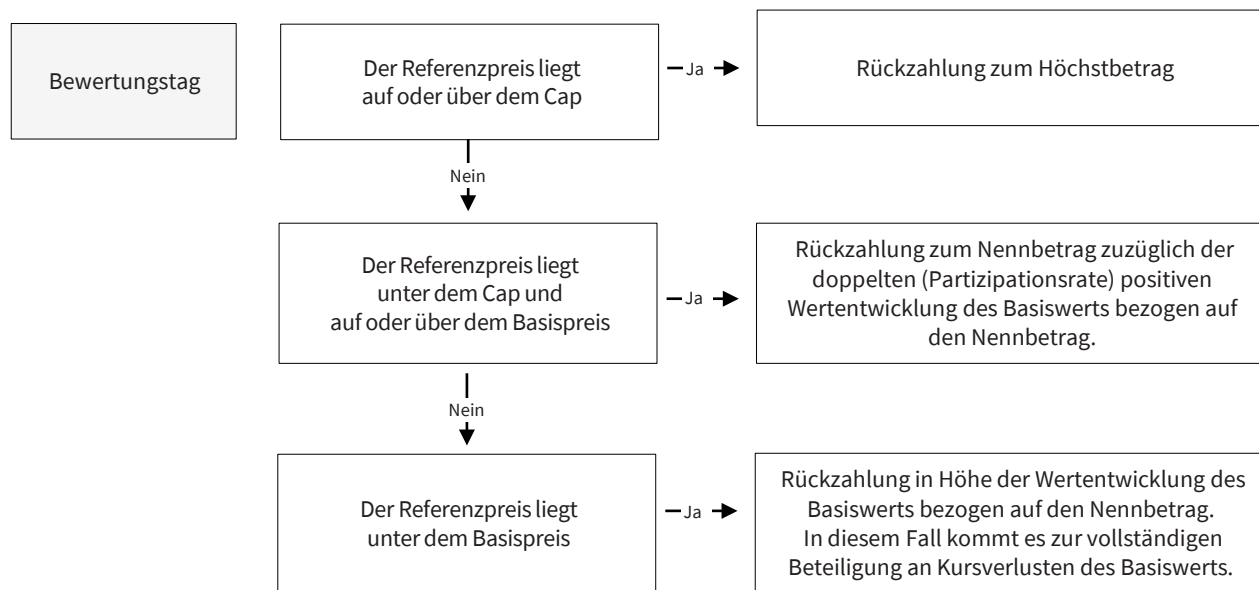 Bewertungstag
Der Referenzpreis liegt
auf oder über dem Cap
Ja
Rückzahlung zum Höchstbetrag
Nein
Der Referenzpreis liegt
unter dem Cap und
auf oder über dem Basispreis
Ja
Rückzahlung zum Nennbetrag zuzüglich der
doppelten (Partizipationsrate) positiven
Wertentwicklung des Basiswerts bezogen auf
den Nennbetrag.
Nein
Der Referenzpreis liegt
unter dem Basispreis
Ja
Rückzahlung in Höhe der Wertentwicklung des
Basiswerts bezogen auf den Nennbetrag.
In diesem Fall kommt es zur vollständigen
Beteiligung an Kursverlusten des Basiswerts.